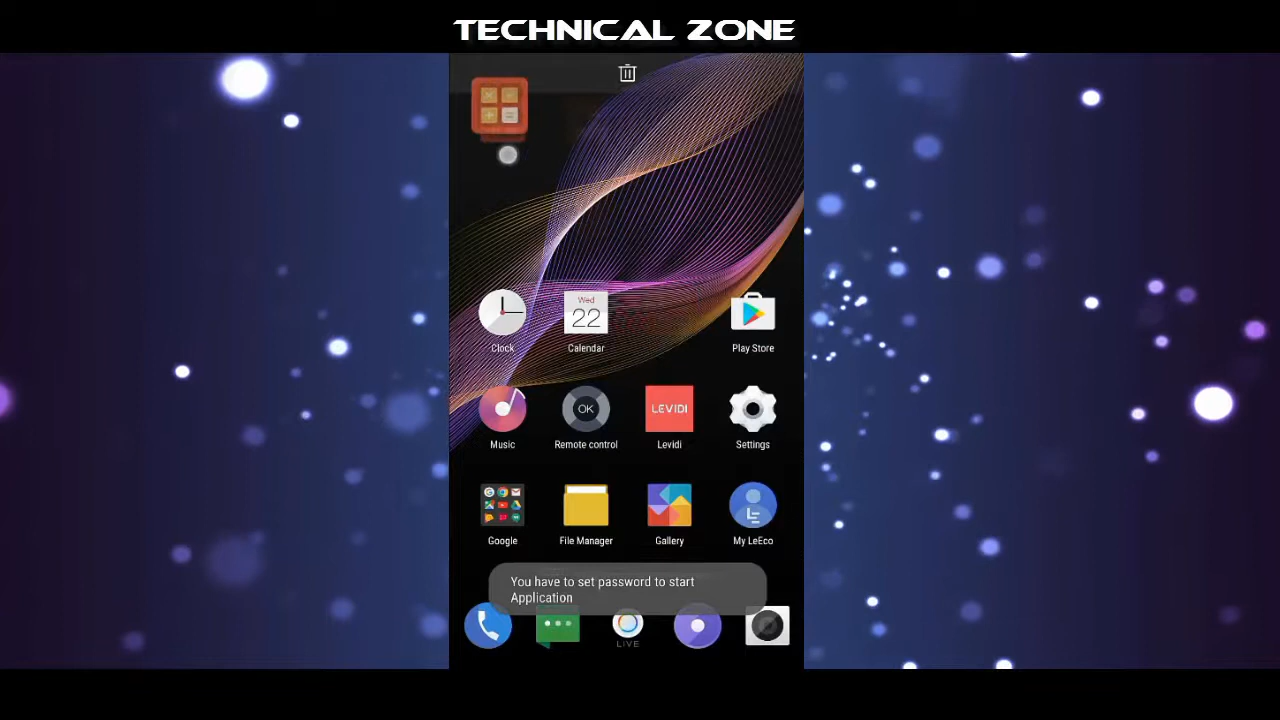 TECHNICAL ZONE
Wed
22
Clock
Calendar
Play Store
OK
LEVIDI
Music
Remote control
Levidi
Settings
Google
File Manager
Gallery
My LeEco
You have to set password to start
Application
LIVE